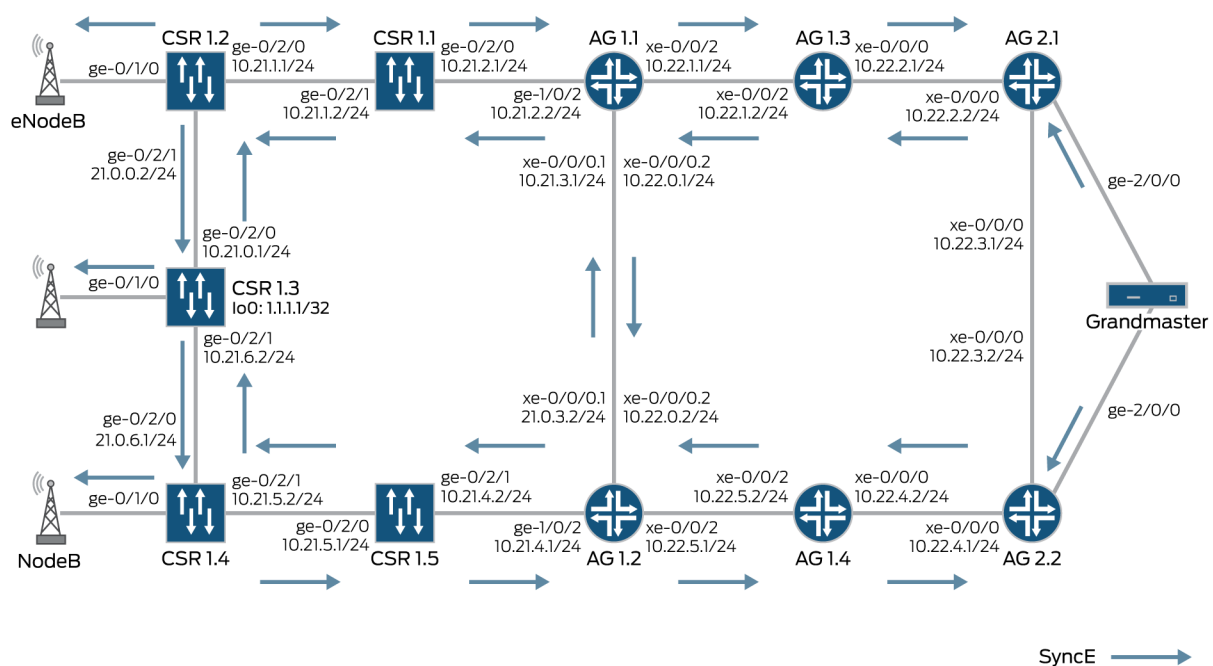 CSR 1.2
ge-0/2/0
10.21.1.1/24
CSR 1.1
ge-0/2/0
10.21.2.1/24
AG 1.1
xe-0/0/2
10.22.1.1/24
AG 1.3
xe-0/0/0
10.22.2.1/24
AG 2.1
ge-0/1/0
eNodeB
ge-0/2/1
10.21.1.2/24
ge-1/0/2
10.21.2.2/24
xe-0/0/2
10.22.1.2/24
xe-0/0/0
10.22.2.2/24
ge-0/2/1
21.0.0.2/24
xe-0/0/0.1
10.21.3.1/24
xe-0/0/0.2
10.22.0.1/24
ge-2/0/0
ge-0/2/0
10.21.0.1/24
xe-0/0/0
10.22.3.1/24
ge-0/1/0
CSR 1.3
lo0: 1.1.1.1/32
Grandmaster
ge-0/2/1
10.21.6.2/24
xe-0/0/0
10.22.3.2/24
ge-0/2/0
21.0.6.1/24
xe-0/0/0.1
21.0.3.2/24
xe-0/0/0.2
10.22.0.2/24
ge-2/0/0
ge-0/1/0
NodeB
ge-0/2/1
10.21.5.2/24
ge-0/2/1
10.21.4.2/24
xe-0/0/2
10.22.5.2/24
xe-0/0/0
10.22.4.2/24
CSR 1.4
ge-0/2/0
10.21.5.1/24
CSR 1.5
ge-1/0/2
10.21.4.1/24
AG 1.2
xe-0/0/2
10.22.5.1/24
AG 1.4
xe-0/0/0
10.22.4.1/24
AG 2.2
SyncE